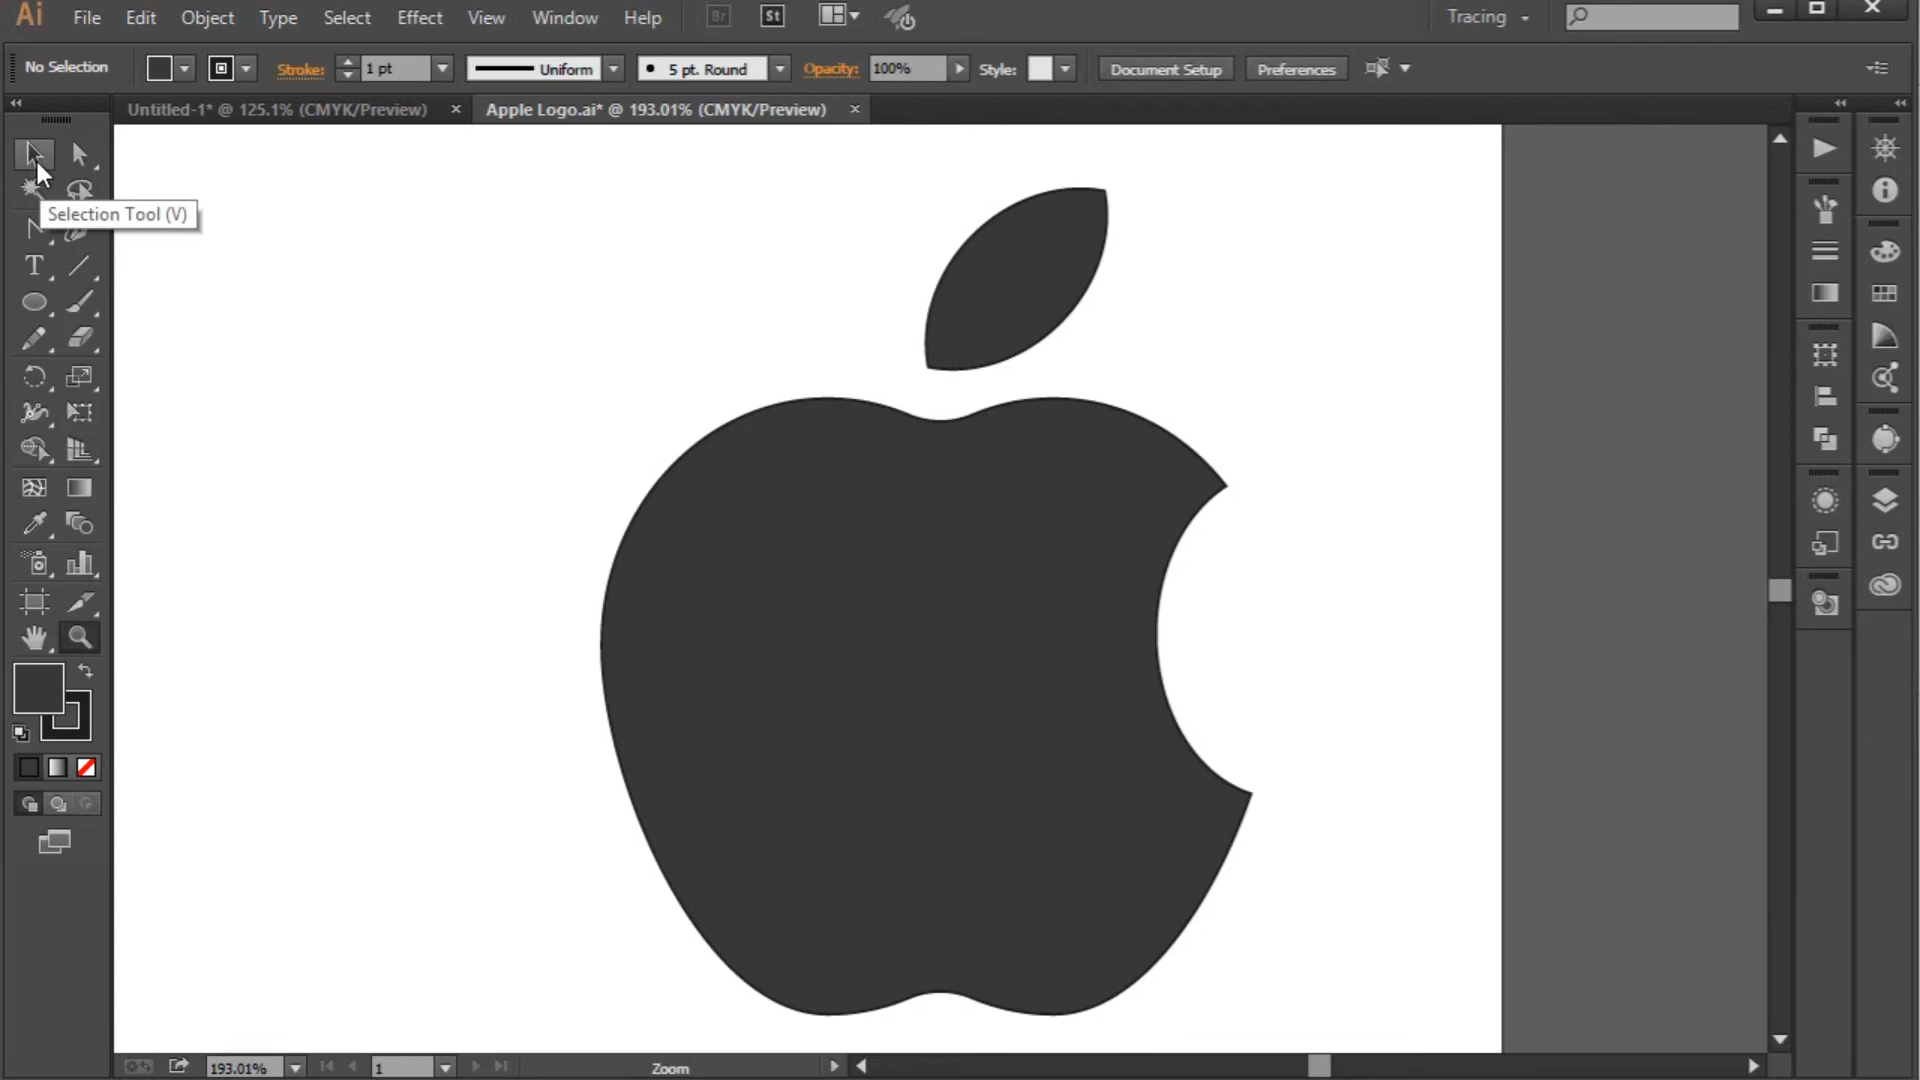 Ai File Edit Object Type Select Effect View Window Help Br St Tracing
No Selection Stroke: 1 pt Uniform 5 pt. Round Opacity: 100% Style: Document Setup Preferences
Untitled-1* @ 125.1% (CMYK/Preview) × Apple Logo.ai* @ 193.01% (CMYK/Preview) ×
Selection Tool (V)
T
193.01% 1 Zoom